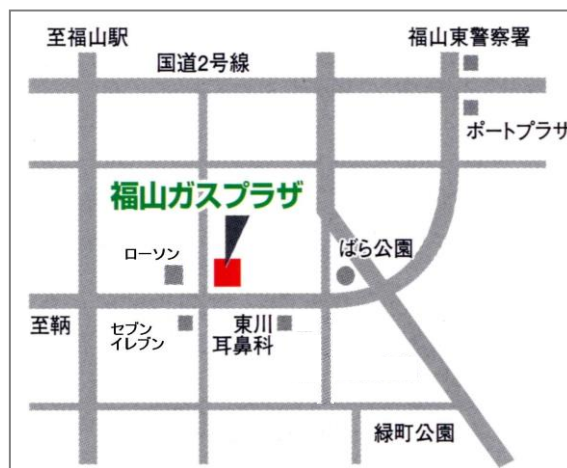 至福山駅
福山東警察署
国道2号線
ポートプラザ
福山ガスプラザ
ローソン
ばら公園
至鞆
セブン
イレブン
東川
耳鼻科
緑町公園